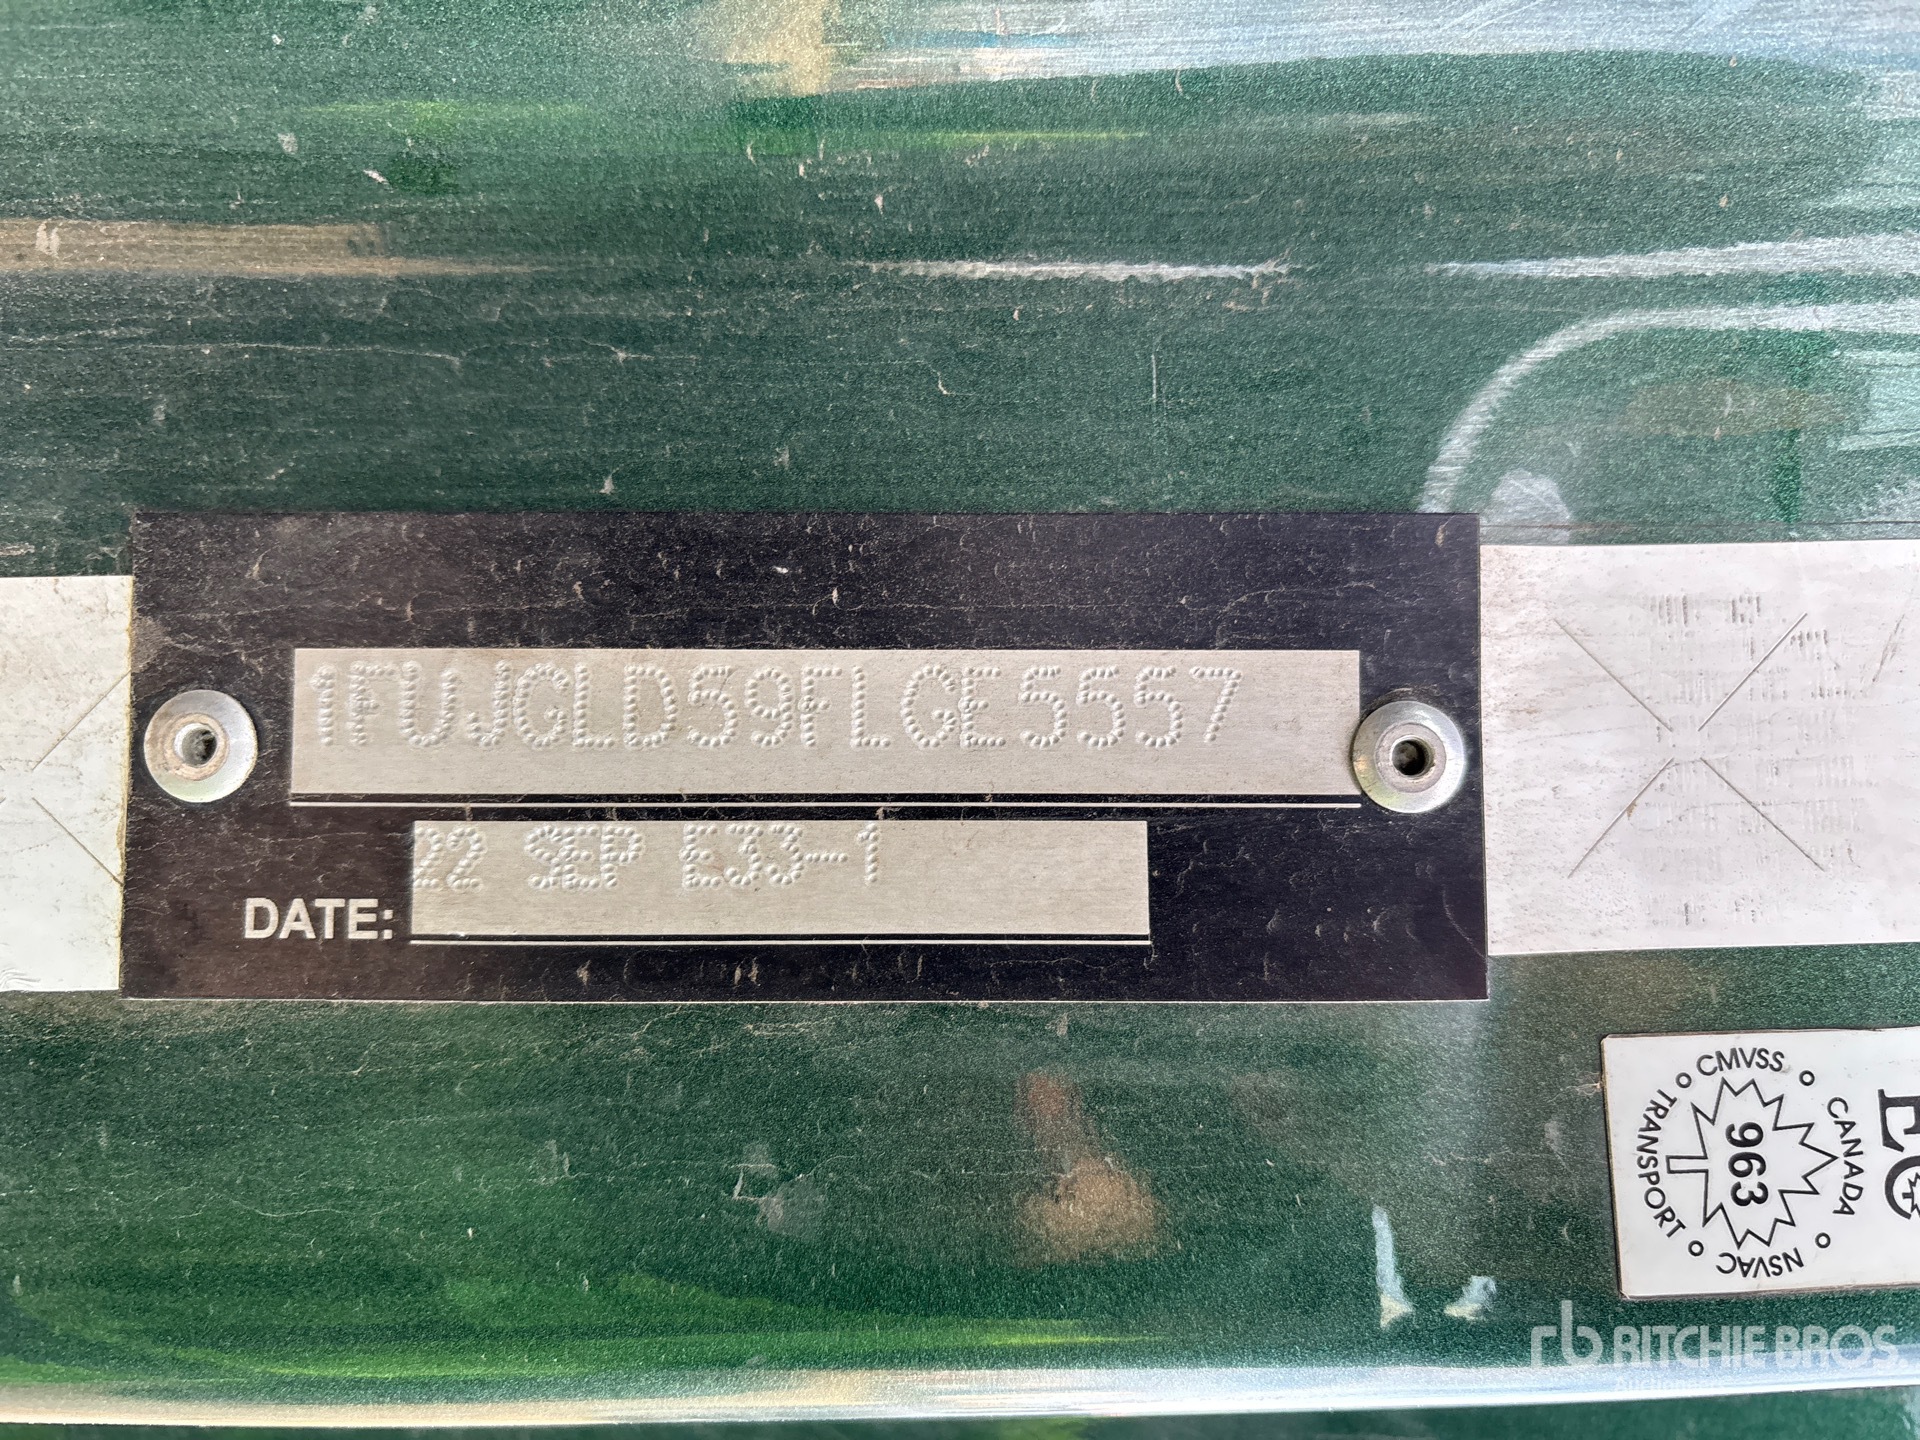 1FUJGLD59FLGE5557
22 SEP E33-1
DATE:
CMVSS
CANADA
NSVAC
TRANSPORT
963
rb RITCHIE BROS.